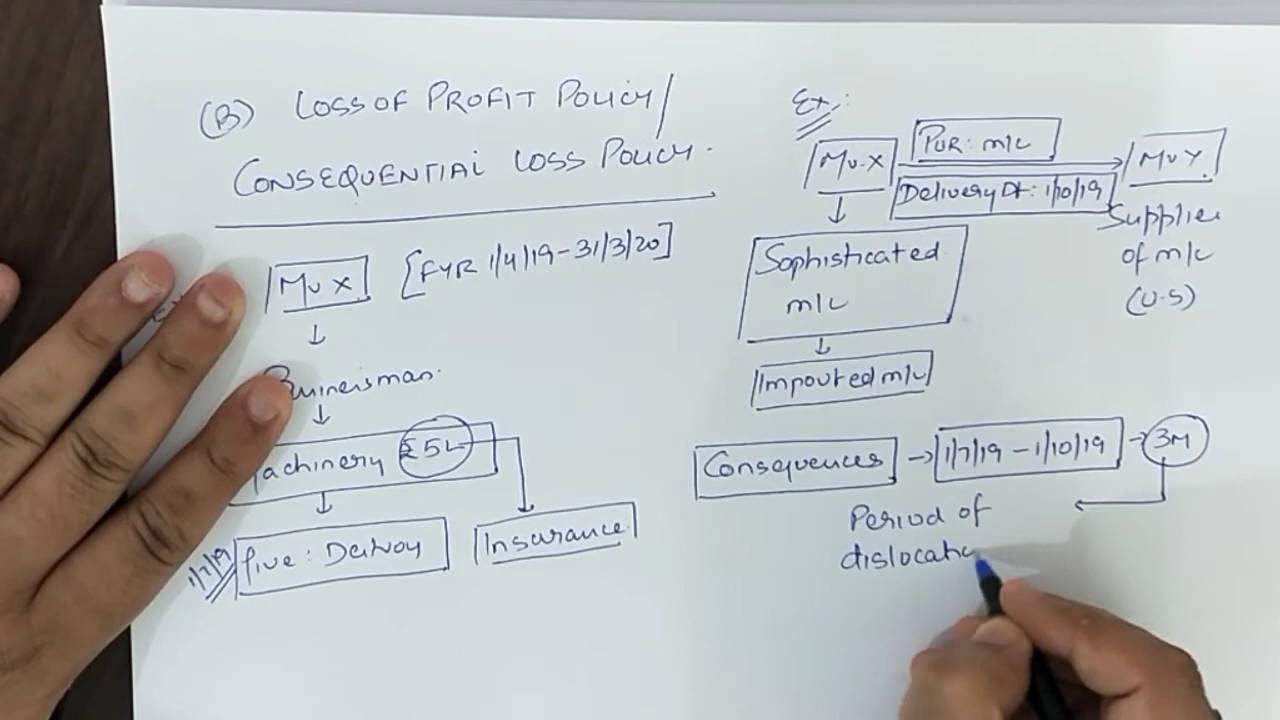 (B) LOSS OF PROFIT POLICY/
CONSEQUENTIAL LOSS POLICY.
Mr X [FYR 1/4/19-31/3/20]
↓
Businessman.
↓
achinery ₹5L
↓
1/7/19 fire: Destroy
Insurance
Ex:
Mr. X
PUR: m/c
Delivery Dt: 1/10/19
Mr Y.
Supplier
of m/c
(U.S)
↓
Sophisticated
m/c
↓
Imported m/c
Consequences → 1/7/19 - 1/10/19 → 3M
Period of
dislocatio